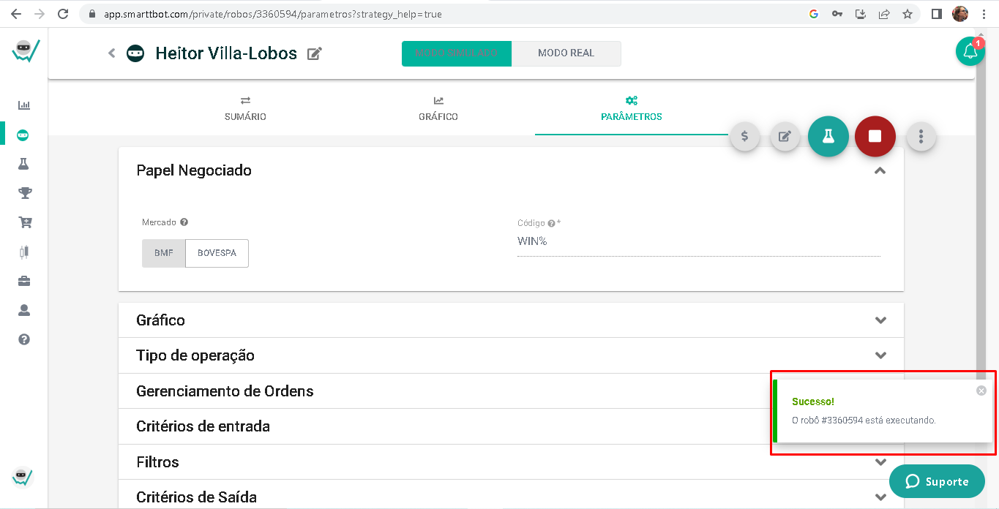 app.smarttbot.com/private/robos/3360594/parametros?strategy_help=true
Heitor Villa-Lobos
MODO SIMULADO
MODO REAL
1
SUMÁRIO
GRÁFICO
PARÂMETROS
$
Papel Negociado
Mercado ?
Código ? *
WIN%
BMF
BOVESPA
Gráfico
Tipo de operação
Gerenciamento de Ordens
Critérios de entrada
Filtros
Critérios de Saída
Sucesso!
O robô #3360594 está executando.
Suporte